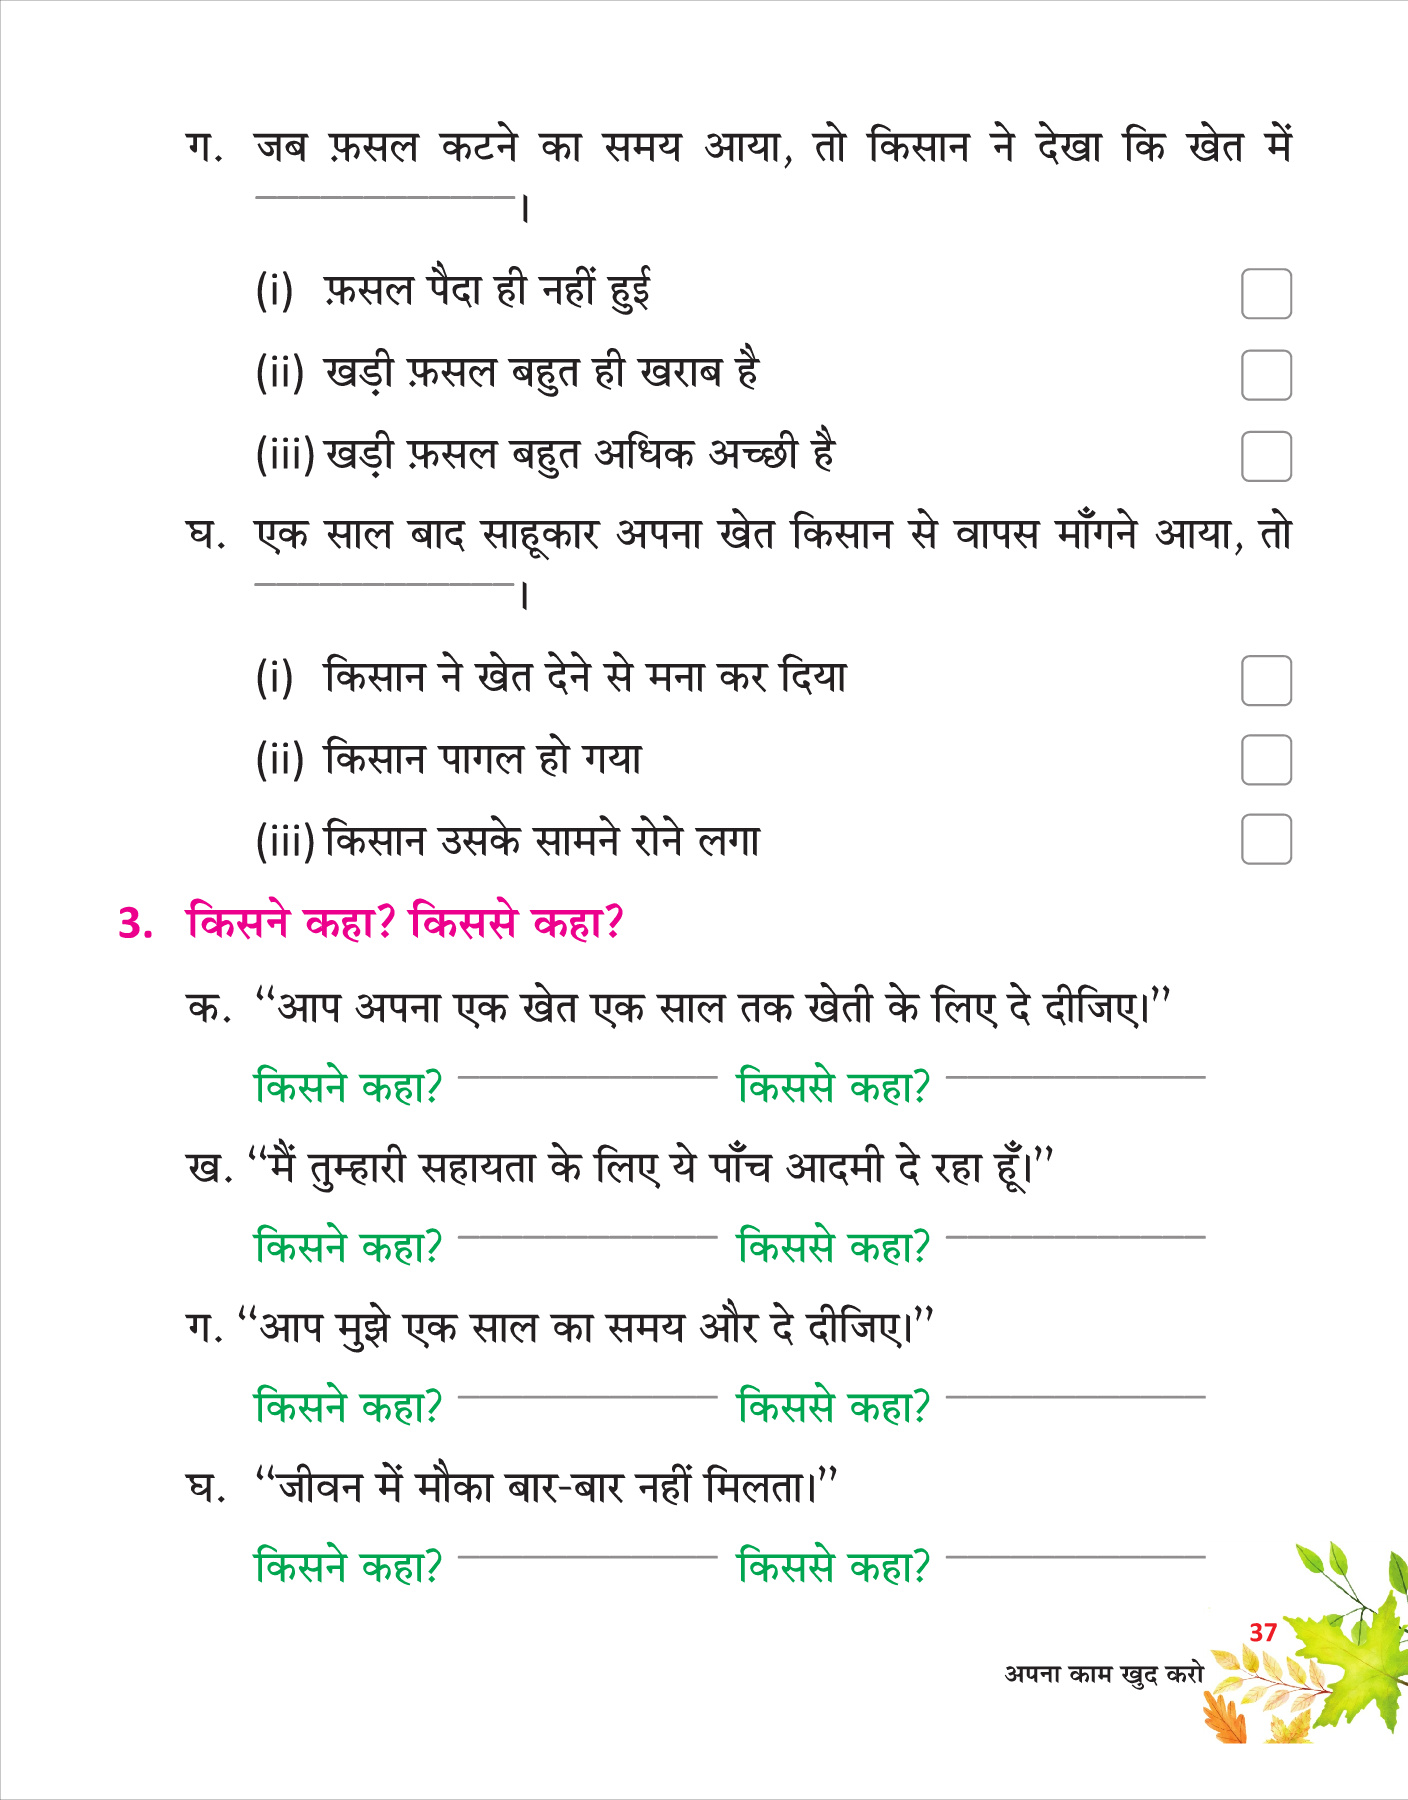 ग. जब फ़सल कटने का समय आया, तो किसान ने देखा कि खेत में
____________।
(i) फ़सल पैदा ही नहीं हुई
(ii) खड़ी फ़सल बहुत ही खराब है
(iii) खड़ी फ़सल बहुत अधिक अच्छी है
घ. एक साल बाद साहूकार अपना खेत किसान से वापस माँगने आया, तो
____________।
(i) किसान ने खेत देने से मना कर दिया
(ii) किसान पागल हो गया
(iii) किसान उसके सामने रोने लगा
3. किसने कहा? किससे कहा?
क. “आप अपना एक खेत एक साल तक खेती के लिए दे दीजिए।”
किसने कहा? ____________ किससे कहा? ____________
ख. “मैं तुम्हारी सहायता के लिए ये पाँच आदमी दे रहा हूँ।”
किसने कहा? ____________ किससे कहा? ____________
ग. “आप मुझे एक साल का समय और दे दीजिए।”
किसने कहा? ____________ किससे कहा? ____________
घ. “जीवन में मौका बार-बार नहीं मिलता।”
किसने कहा? ____________ किससे कहा? ____________
37
अपना काम खुद करो